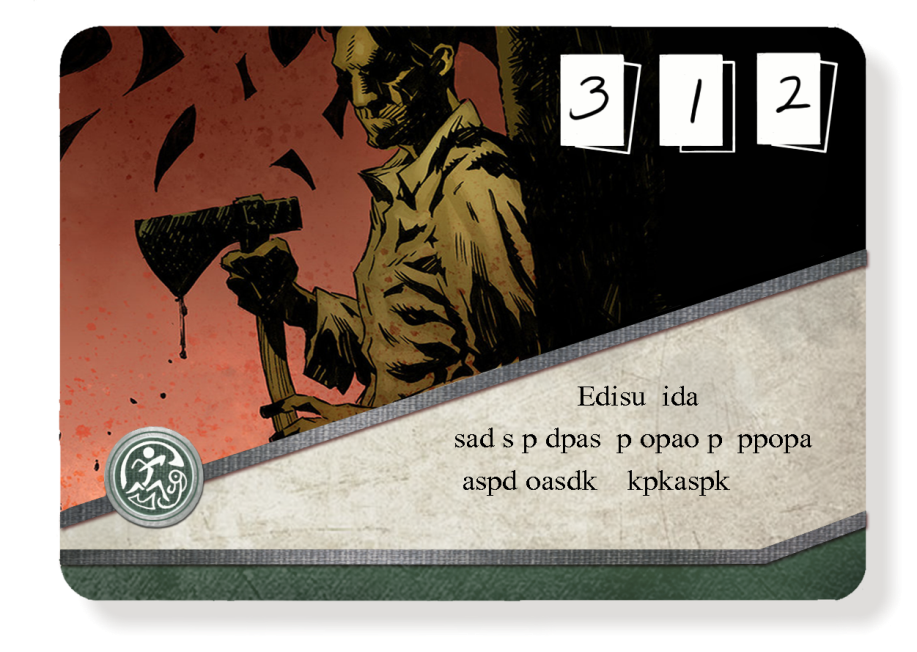 3 1 2
Edisu ida
sad s p dpas p opao p ppopa
aspd oasdk kpkaspk